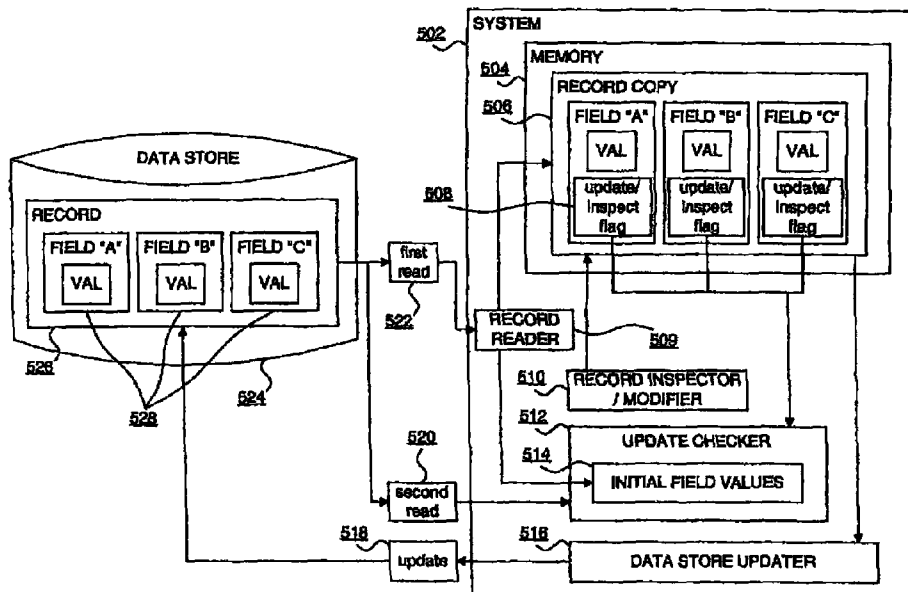 502
SYSTEM
504
MEMORY
506
RECORD COPY
FIELD "A"
FIELD "B"
FIELD "C"
VAL
VAL
VAL
508
update/
inspect
flag
update/
inspect
flag
update/
inspect
flag
DATA STORE
RECORD
FIELD "A"
FIELD "B"
FIELD "C"
VAL
VAL
VAL
526
528
524
first
read
522
RECORD
READER
509
510
RECORD INSPECTOR
/ MODIFIER
512
UPDATE CHECKER
514
INITIAL FIELD VALUES
520
second
read
518
update
516
DATA STORE UPDATER